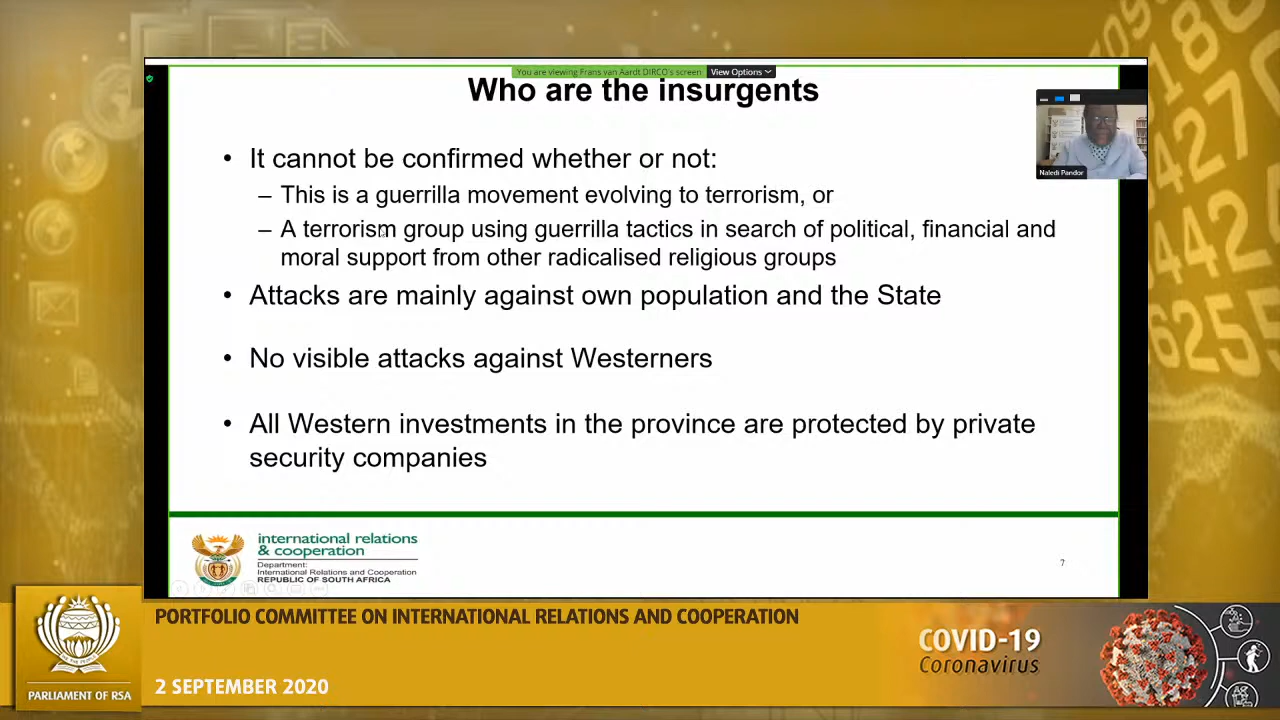 You are viewing Frans van Aardt DIRCO's screen
View Options
Who are the insurgents
• It cannot be confirmed whether or not:
– This is a guerrilla movement evolving to terrorism, or
– A terrorism group using guerrilla tactics in search of political, financial and
moral support from other radicalised religious groups
• Attacks are mainly against own population and the State
• No visible attacks against Westerners
• All Western investments in the province are protected by private
security companies
Naledi Pandor
international relations
& cooperation
Department:
International Relations and Cooperation
REPUBLIC OF SOUTH AFRICA
7
PORTFOLIO COMMITTEE ON INTERNATIONAL RELATIONS AND COOPERATION
2 SEPTEMBER 2020
PARLIAMENT OF RSA
COVID-19
Coronavirus